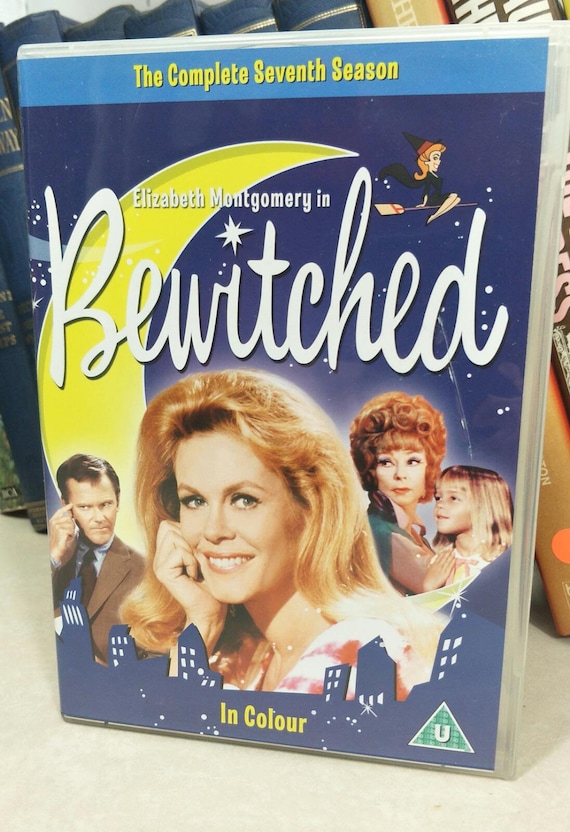 The Complete Seventh Season
Elizabeth Montgomery in
Bewitched
In Colour
U